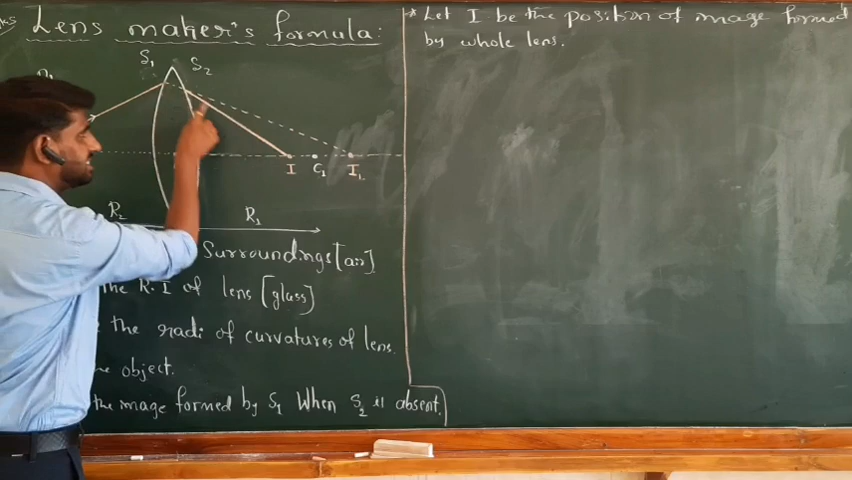 Lens maker's formula:
S1 S2
I C1 I1
R2 R1
Surroundings [air]
the R.I of lens [glass]
the radi of curvatures of lens.
object.
the image formed by S1 When S2 is absent.
* Let I be the position of image formed
by whole lens.